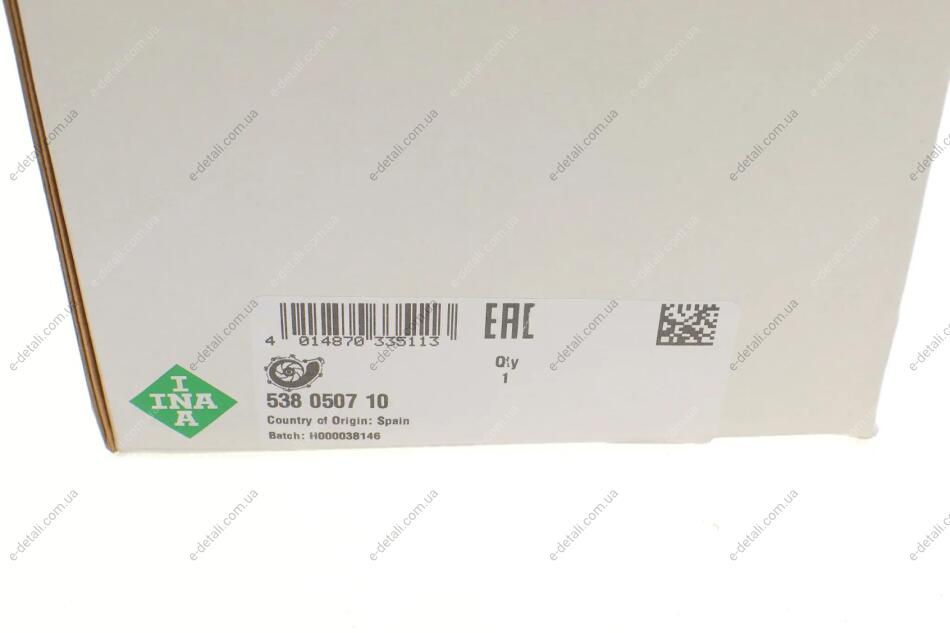 4 014870 335113
EAC
Qty
1
538 0507 10
Country of Origin: Spain
Batch: H000038146
I
INA
A
e-detali.com.ua